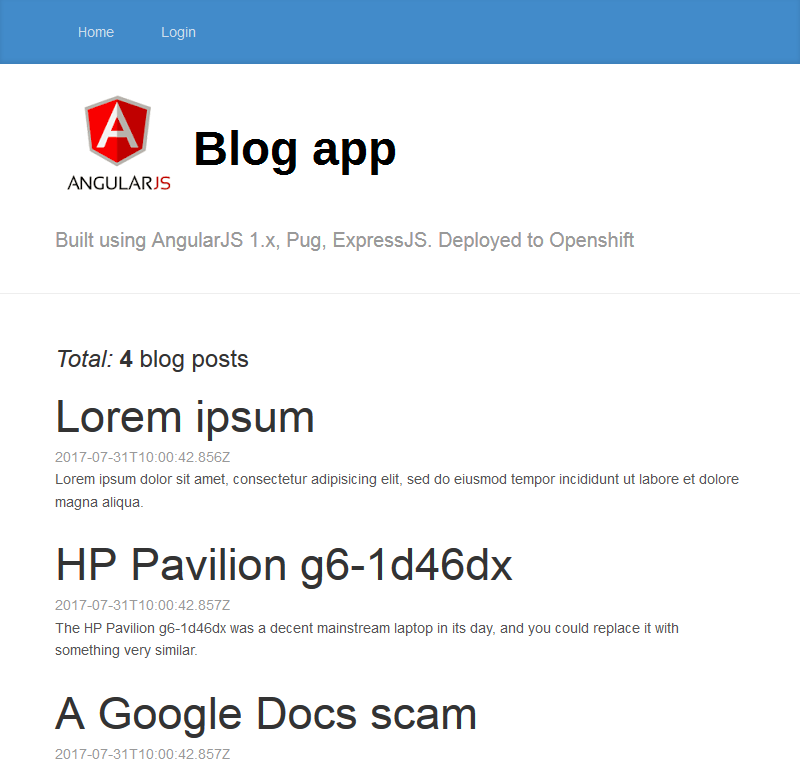 Home Login
ANGULARJS
Blog app
Built using AngularJS 1.x, Pug, ExpressJS. Deployed to Openshift
Total: 4 blog posts
Lorem ipsum
2017-07-31T10:00:42.856Z
Lorem ipsum dolor sit amet, consectetur adipisicing elit, sed do eiusmod tempor incididunt ut labore et dolore
magna aliqua.
HP Pavilion g6-1d46dx
2017-07-31T10:00:42.857Z
The HP Pavilion g6-1d46dx was a decent mainstream laptop in its day, and you could replace it with
something very similar.
A Google Docs scam
2017-07-31T10:00:42.857Z